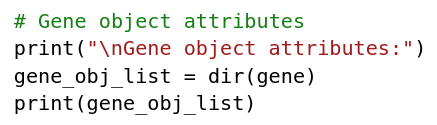 # Gene object attributes
print("\nGene object attributes:")
gene_obj_list = dir(gene)
print(gene_obj_list)